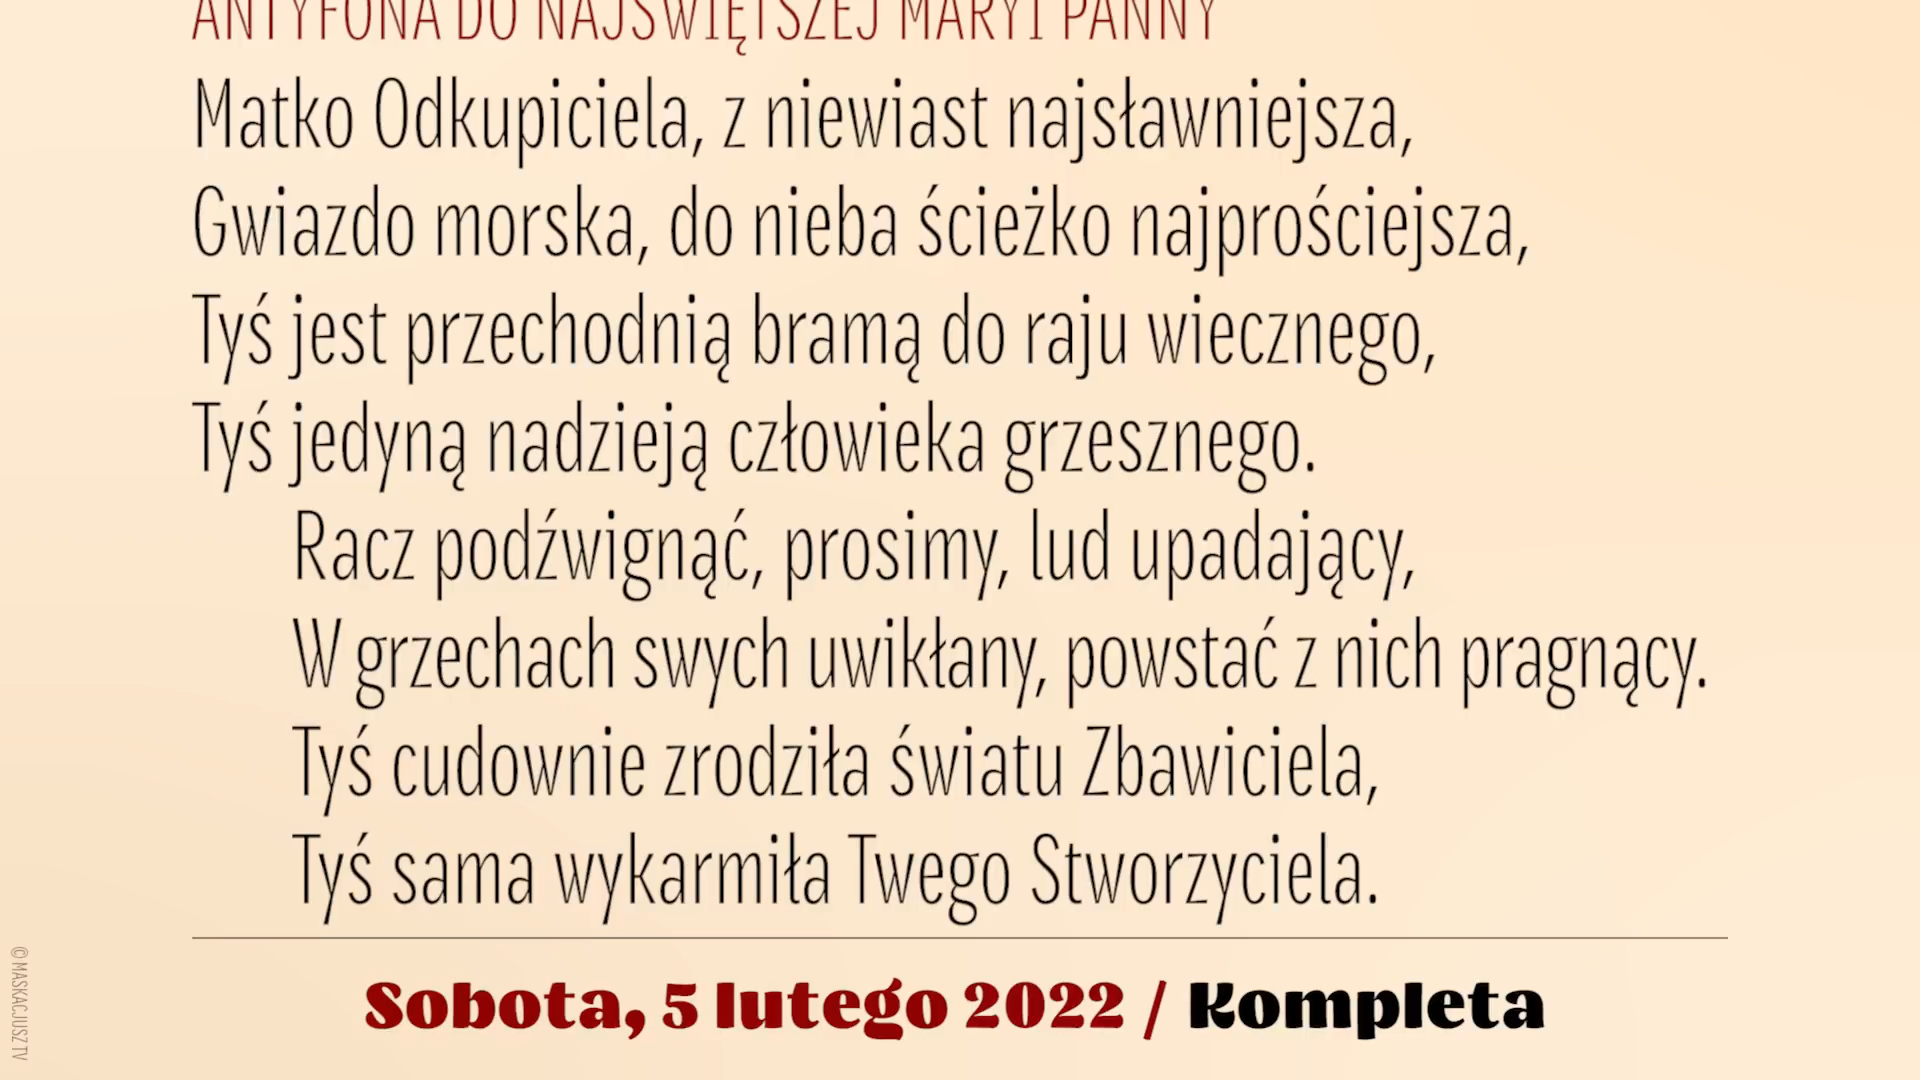 ANTYFONA DO NAJŚWIĘTSZEJ MARYI PANNY
Matko Odkupiciela, z niewiast najsławniejsza,
Gwiazdo morska, do nieba ścieżko najprościejsza,
Tyś jest przechodnią bramą do raju wiecznego,
Tyś jedyną nadzieją człowieka grzesznego.
Racz podźwignąć, prosimy, lud upadający,
W grzechach swych uwikłany, powstać z nich pragnący.
Tyś cudownie zrodziła światu Zbawiciela,
Tyś sama wykarmiła Twego Stworzyciela.
Sobota, 5 lutego 2022 / Kompleta
© MASKACJUSZ TV